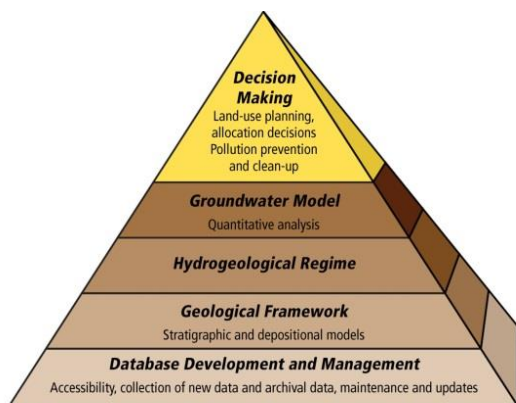 Decision
Making
Land-use planning,
allocation decisions
Pollution prevention
and clean-up
Groundwater Model
Quantitative analysis
Hydrogeological Regime
Geological Framework
Stratigraphic and depositional models
Database Development and Management
Accessibility, collection of new data and archival data, maintenance and updates